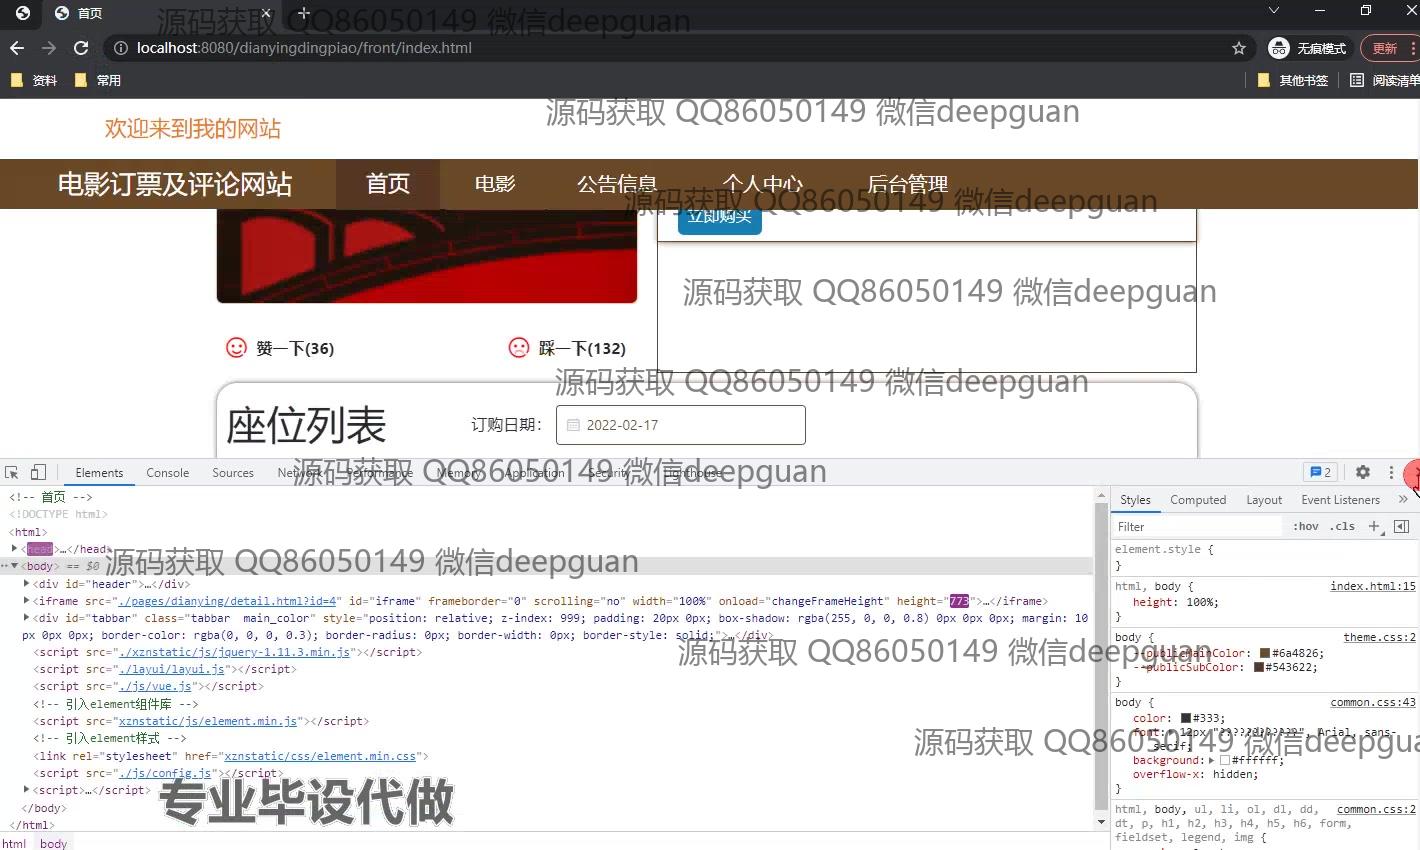 首页
源码获取 QQ86050149 微信deepguan
localhost:8080/dianyingdingpiao/front/index.html
无痕模式
更新
资料
常用
其他书签
阅读清单
源码获取 QQ86050149 微信deepguan
欢迎来到我的网站
电影订票及评论网站
首页
电影
公告信息
个人中心
后台管理
源码获取 QQ86050149 微信deepguan
立即购买
源码获取 QQ86050149 微信deepguan
赞一下(36)
踩一下(132)
源码获取 QQ86050149 微信deepguan
座位列表
订购日期：
2022-02-17
Elements
Console
Sources
Network
Performance
Memory
Application
Security
Lighthouse
源码获取 QQ86050149 微信deepguan
2
<!-- 首页 -->
<!DOCTYPE html>
<html>
<head>…</head>
源码获取 QQ86050149 微信deepguan
<body> == $0
<div id="header">…</div>
<iframe src="./pages/dianying/detail.html?id=4" id="iframe" frameborder="0" scrolling="no" width="100%" onload="changeFrameHeight" height="773">…</iframe>
<div id="tabbar" class="tabbar  main_color" style="position: relative; z-index: 999; padding: 20px 0px; box-shadow: rgba(255, 0, 0, 0.8) 0px 0px 0px; margin: 10
px 0px 0px; border-color: rgba(0, 0, 0, 0.3); border-radius: 0px; border-width: 0px; border-style: solid;">…</div>
<script src="./xznstatic/js/jquery-1.11.3.min.js"></script>
<script src="./layui/layui.js"></script>
<script src="./js/vue.js"></script>
<!-- 引入element组件库 -->
<script src="xznstatic/js/element.min.js"></script>
<!-- 引入element样式 -->
<link rel="stylesheet" href="xznstatic/css/element.min.css">
<script src="./js/config.js"></script>
<script>…</script>
</body>
</html>
html
body
专业毕设代做
Styles
Computed
Layout
Event Listeners
Filter
:hov
.cls
element.style {
}
html, body {
index.html:15
height: 100%;
}
body {
theme.css:2
--publicMainColor: #6a4826;
--publicSubColor: #543622;
}
源码获取 QQ86050149 微信deepguan
body {
common.css:43
color: #333;
font: 12px "????????????", Arial, sans-
serif;
background: #ffffff;
overflow-x: hidden;
}
源码获取 QQ86050149 微信deepgua
html, body, ul, li, ol, dl, dd,
common.css:2
dt, p, h1, h2, h3, h4, h5, h6, form,
fieldset, legend, img {